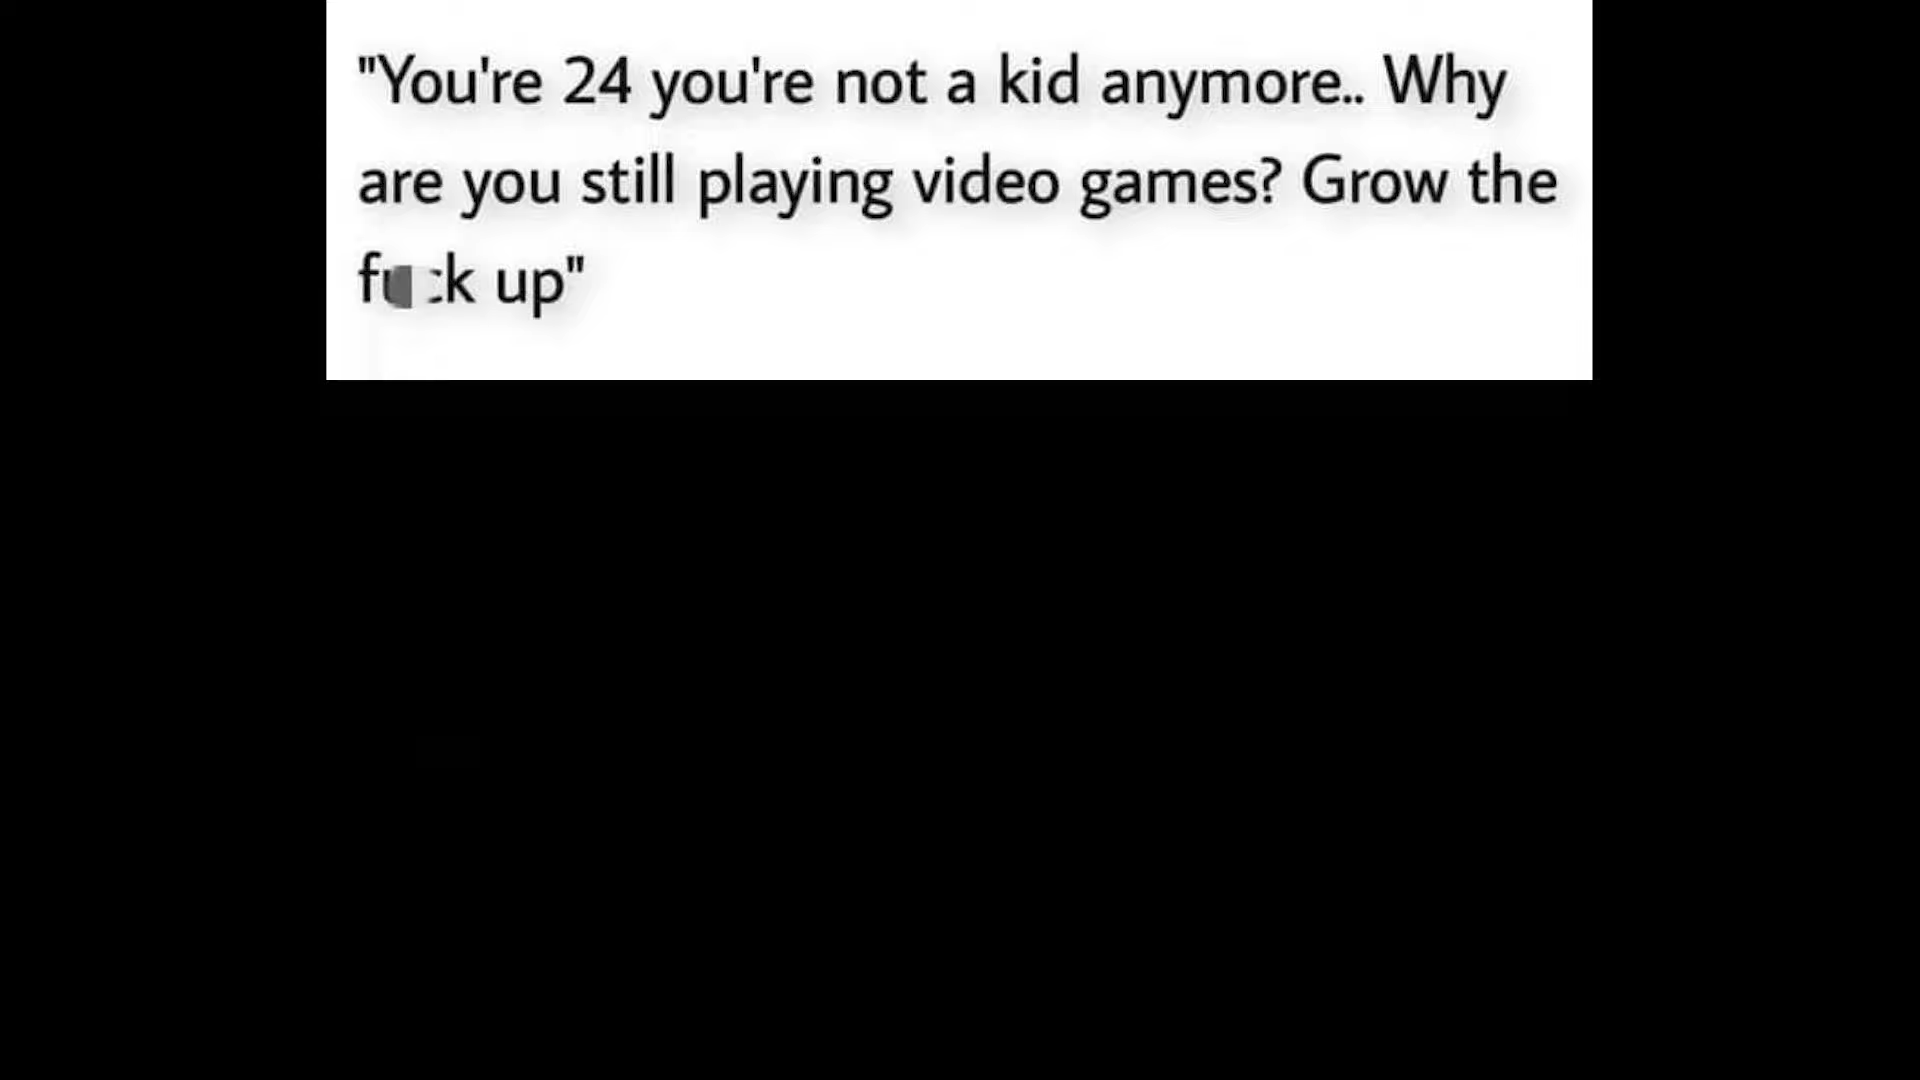 "You're 24 you're not a kid anymore.. Why
are you still playing video games? Grow the
up"